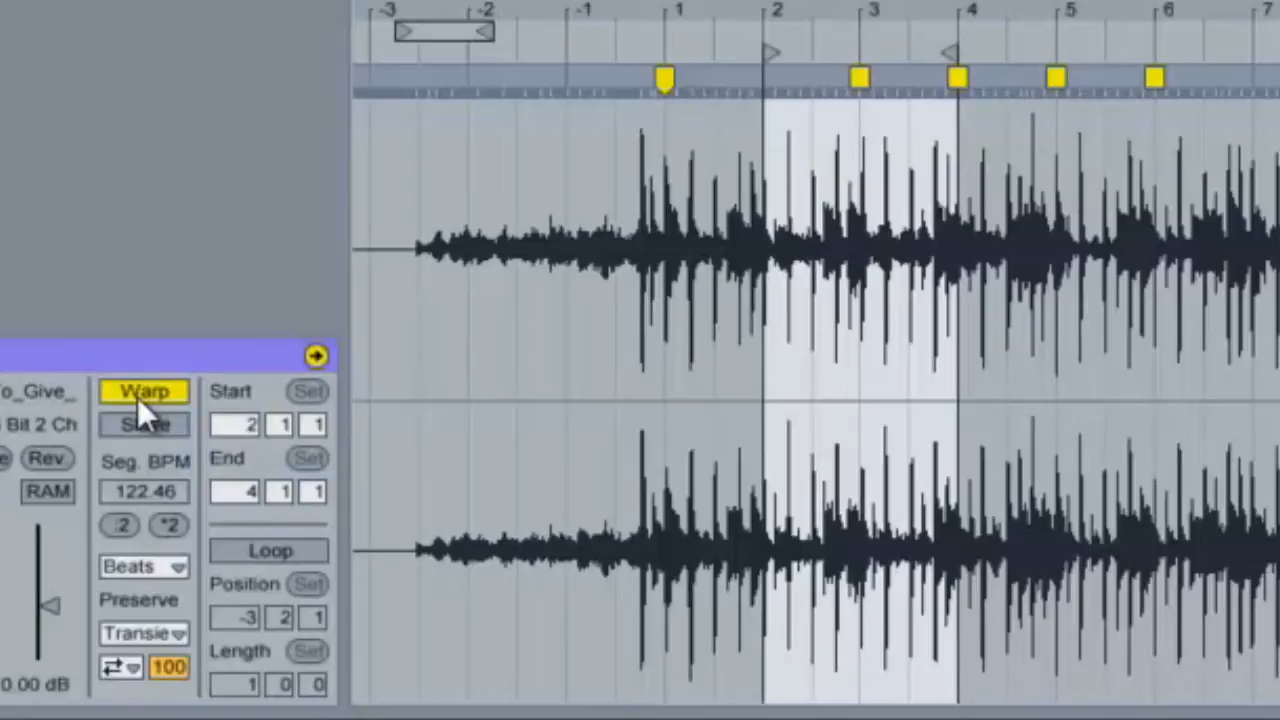 -3 -2 -1 1 2 3 4 5 6 7
To_Give_ Warp Start Set
Bit 2 Ch 2 1 1
Rev Seg. BPM End Set
RAM 122.46 4 1 1
:2 *2
Loop
Beats Position Set
Preserve -3 2 1
Transie Length Set
100
0.00 dB 1 0 0